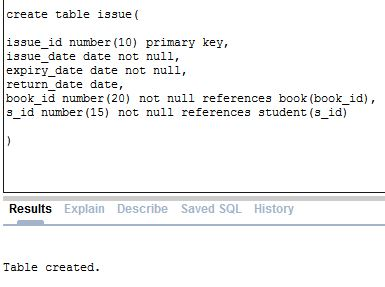 create table issue(
issue_id number(10) primary key,
issue_date date not null,
expiry_date date not null,
return_date date,
book_id number(20) not null references book(book_id),
s_id number(15) not null references student(s_id)
)
Results Explain Describe Saved SQL History
Table created.